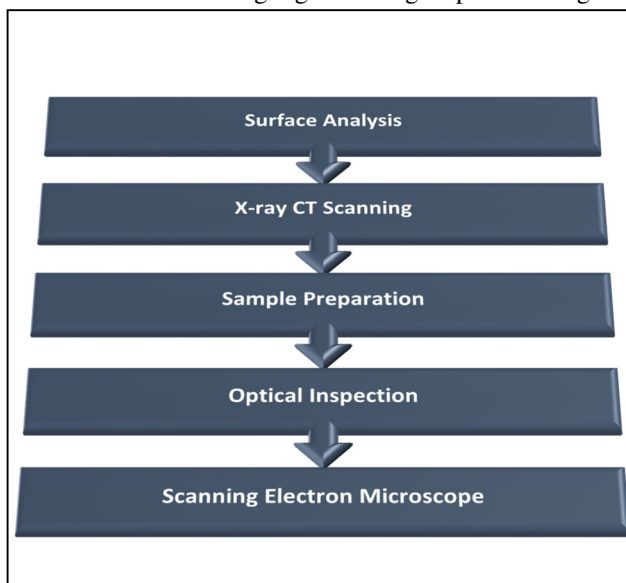 Surface Analysis
X-ray CT Scanning
Sample Preparation
Optical Inspection
Scanning Electron Microscope